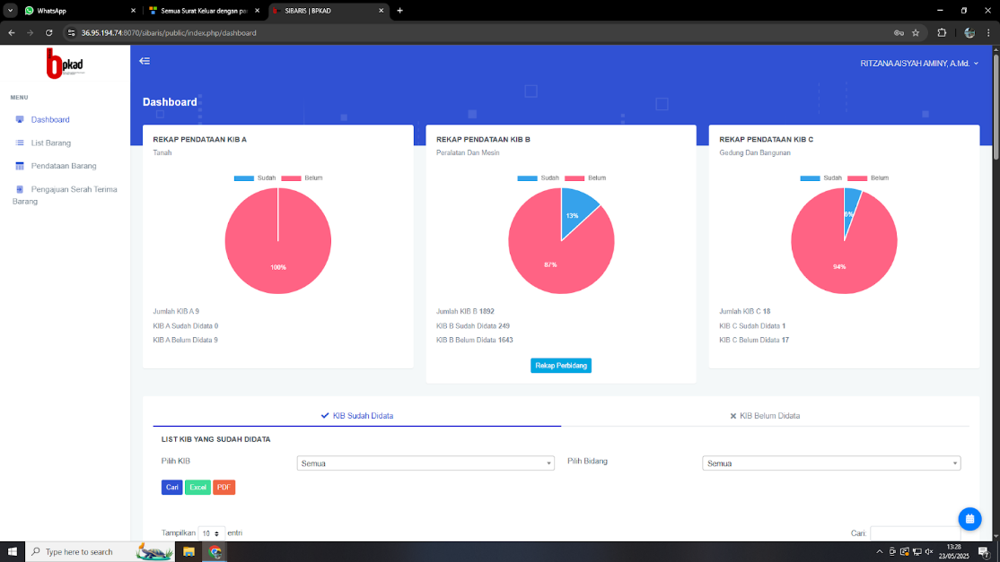 WhatsApp
Semua Surat Keluar dengan pa
SIBARIS | BPKAD
36.95.194.74:8070/sibaris/public/index.php/dashboard
bpkad
RITZANA AISYAH AMINY, A.Md.
MENU
Dashboard
List Barang
Pendataan Barang
Pengajuan Serah Terima
Barang
Dashboard
REKAP PENDATAAN KIB A
Tanah
Sudah Belum
100%
Jumlah KIB A 9
KIB A Sudah Didata 0
KIB A Belum Didata 9
REKAP PENDATAAN KIB B
Peralatan Dan Mesin
Sudah Belum
13%
87%
Jumlah KIB B 1892
KIB B Sudah Didata 249
KIB B Belum Didata 1643
Rekap Perbidang
REKAP PENDATAAN KIB C
Gedung Dan Bangunan
Sudah Belum
6%
94%
Jumlah KIB C 18
KIB C Sudah Didata 1
KIB C Belum Didata 17
KIB Sudah Didata
KIB Belum Didata
LIST KIB YANG SUDAH DIDATA
Pilih KIB
Semua
Pilih Bidang
Semua
Cari Excel PDF
Tampilkan 10 entri
Cari:
Type here to search
13:28
23/05/2025